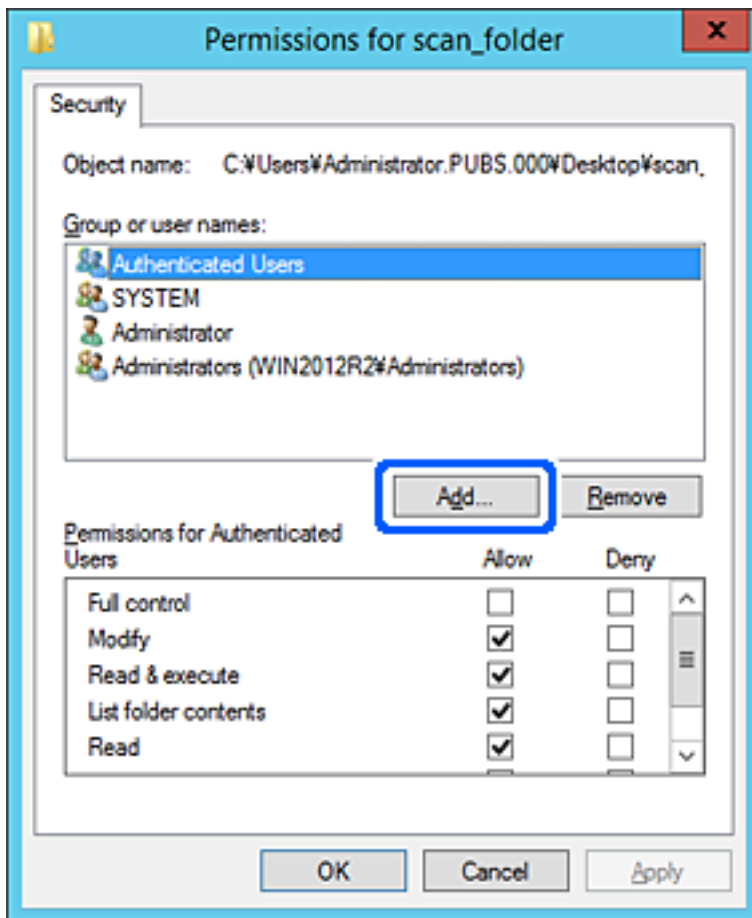 Permissions for scan_folder
Security
Object name: C:¥Users¥Administrator.PUBS.000¥Desktop¥scan_
Group or user names:
Authenticated Users
SYSTEM
Administrator
Administrators (WIN2012R2¥Administrators)
Add... Remove
Permissions for Authenticated
Users Allow Deny
Full control
Modify
Read & execute
List folder contents
Read
OK Cancel Apply